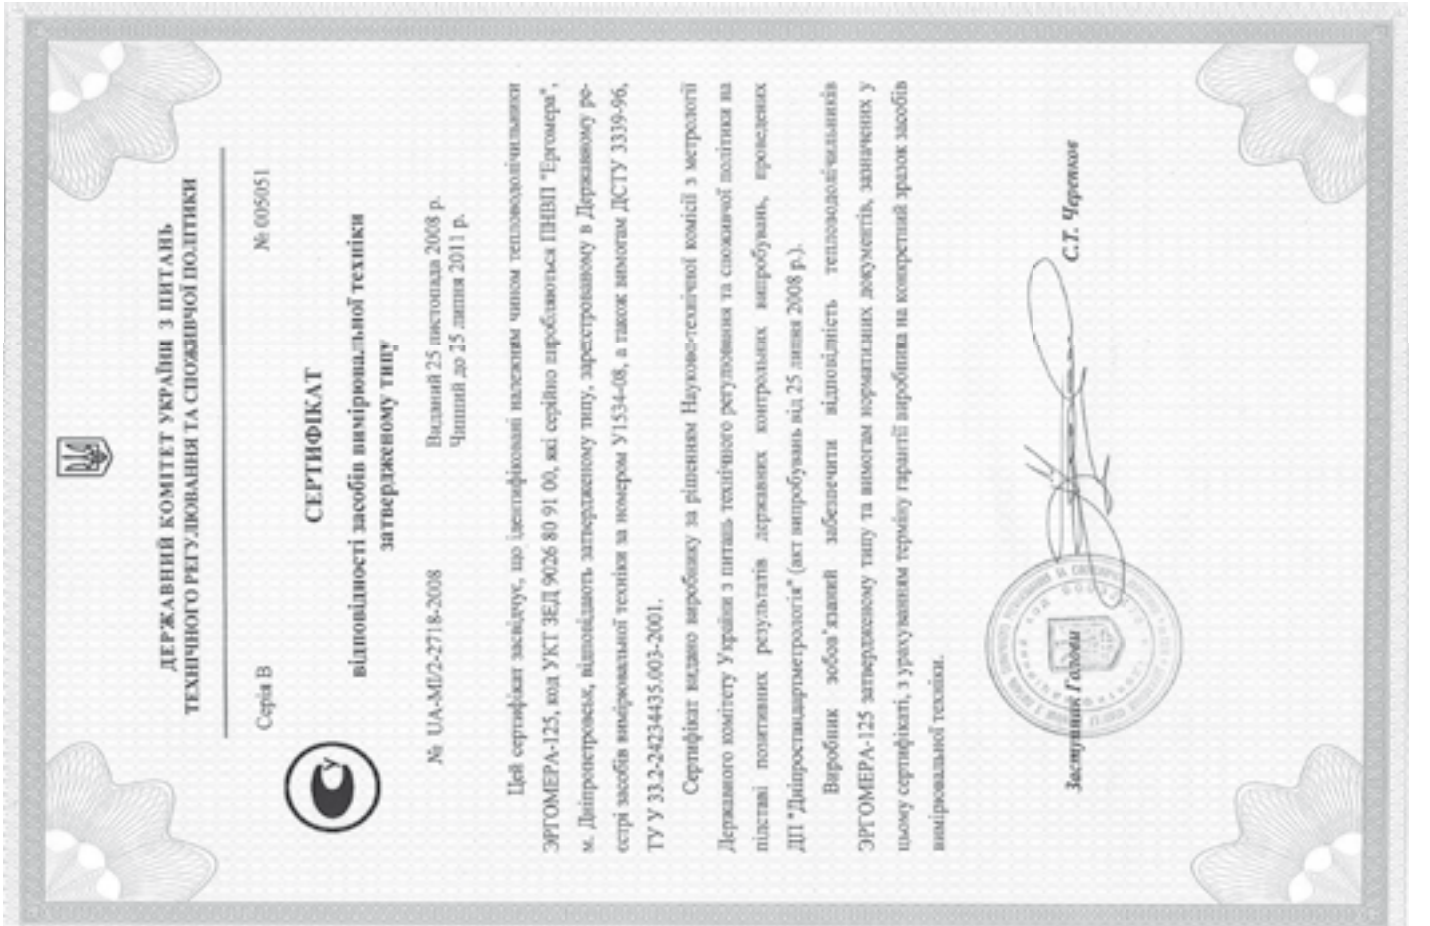 ДЕРЖАВНИЙ КОМІТЕТ УКРАЇНИ З ПИТАНЬ
ТЕХНІЧНОГО РЕГУЛЮВАННЯ ТА СПОЖИВЧОЇ ПОЛІТИКИ
Серія В № 005051
СЕРТИФІКАТ
відповідності засобів вимірювальної техніки
затвердженому типу
№ UA-MI/2-2718-2008 Виданий 25 листопада 2008 р.
Чинний до 25 липня 2011 р.
Цей сертифікат засвідчує, що ідентифіковані належним чином тепловодолічильники
ЭРГОМЕРА-125, код УКТ ЗЕД 9026 80 91 00, які серійно виробляються ПНВП "Ергомера",
м. Дніпропетровськ, відповідають затвердженому типу, зареєстрованому в Державному ре-
єстрі засобів вимірювальної техніки за номером У1534-08, а також вимогам ДСТУ 3339-96,
ТУ У 33.2-24234435.003-2001.
Сертифікат видано виробнику за рішенням Науково-технічної комісії з метрології
Державного комітету України з питань технічного регулювання та споживчої політики на
підставі позитивних результатів державних контрольних випробувань, проведених
ДП "Дніпростандартметрологія" (акт випробувань від 25 липня 2008 р.).
Виробник зобов'язаний забезпечити відповідність тепловодолічильників
ЭРГОМЕРА-125 затвердженому типу та вимогам нормативних документів, зазначених у
цьому сертифікаті, з урахуванням терміну гарантії виробника на конкретний зразок засобів
вимірювальної техніки.
Заступник Голови С.Т. Черепков